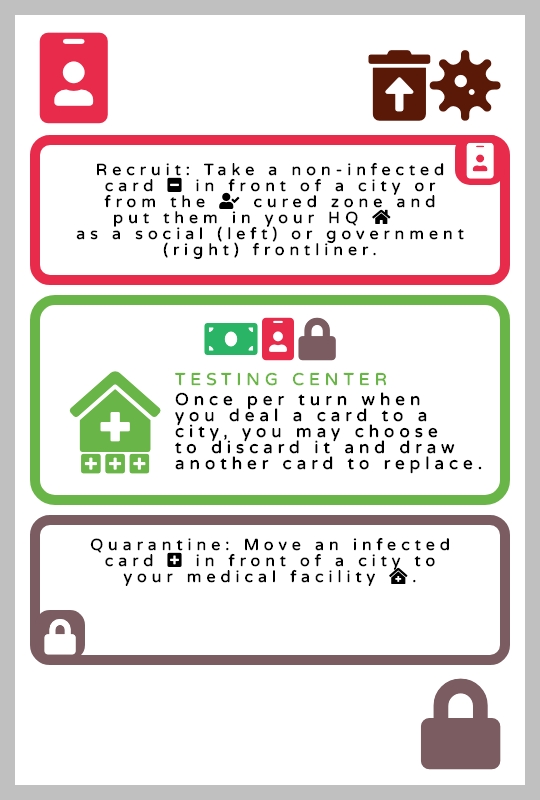 Recruit: Take a non-infected
card in front of a city or
from the cured zone and
put them in your HQ
as a social (left) or government
(right) frontliner.
TESTING CENTER
Once per turn when
you deal a card to a
city, you may choose
to discard it and draw
another card to replace.
Quarantine: Move an infected
card in front of a city to
your medical facility .